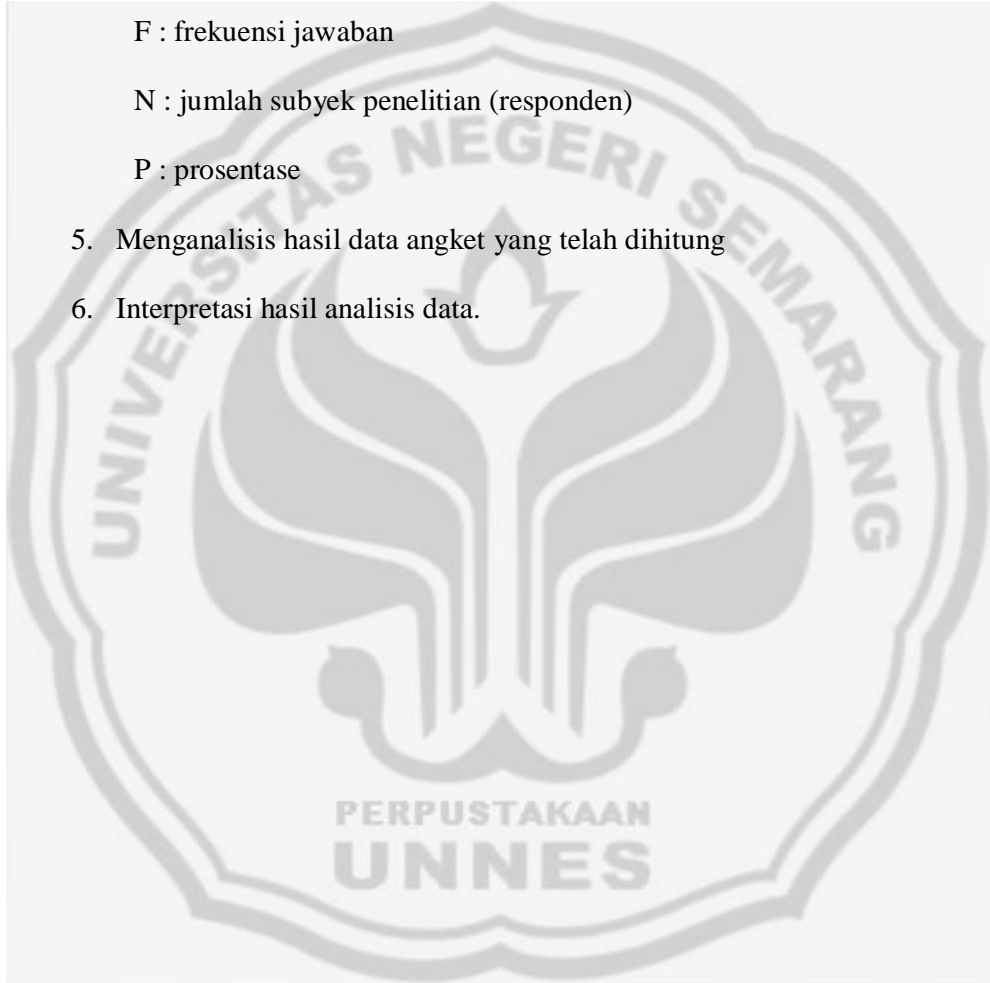 F : frekuensi jawaban
N : jumlah subyek penelitian (responden)
P : prosentase
5. Menganalisis hasil data angket yang telah dihitung
6. Interpretasi hasil analisis data.
UNIVERSITAS NEGERI SEMARANG
PERPUSTAKAAN
UNNES